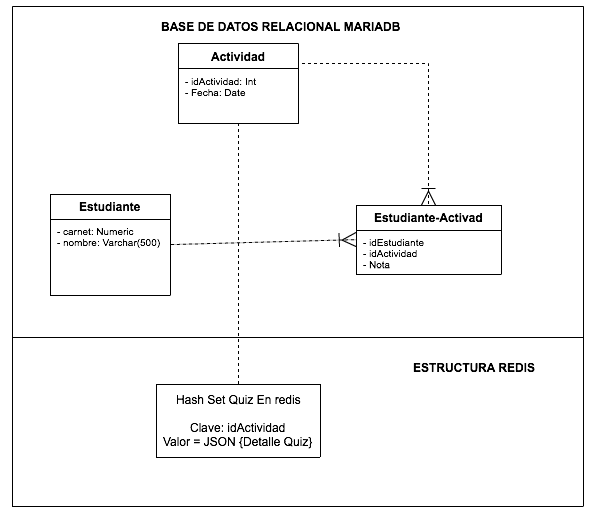 BASE DE DATOS RELACIONAL MARIADB
Actividad
- idActividad: Int
- Fecha: Date
Estudiante
- carnet: Numeric
- nombre: Varchar(500)
Estudiante-Activad
- idEstudiante
- idActividad
- Nota
ESTRUCTURA REDIS
Hash Set Quiz En redis
Clave: idActividad
Valor = JSON {Detalle Quiz}